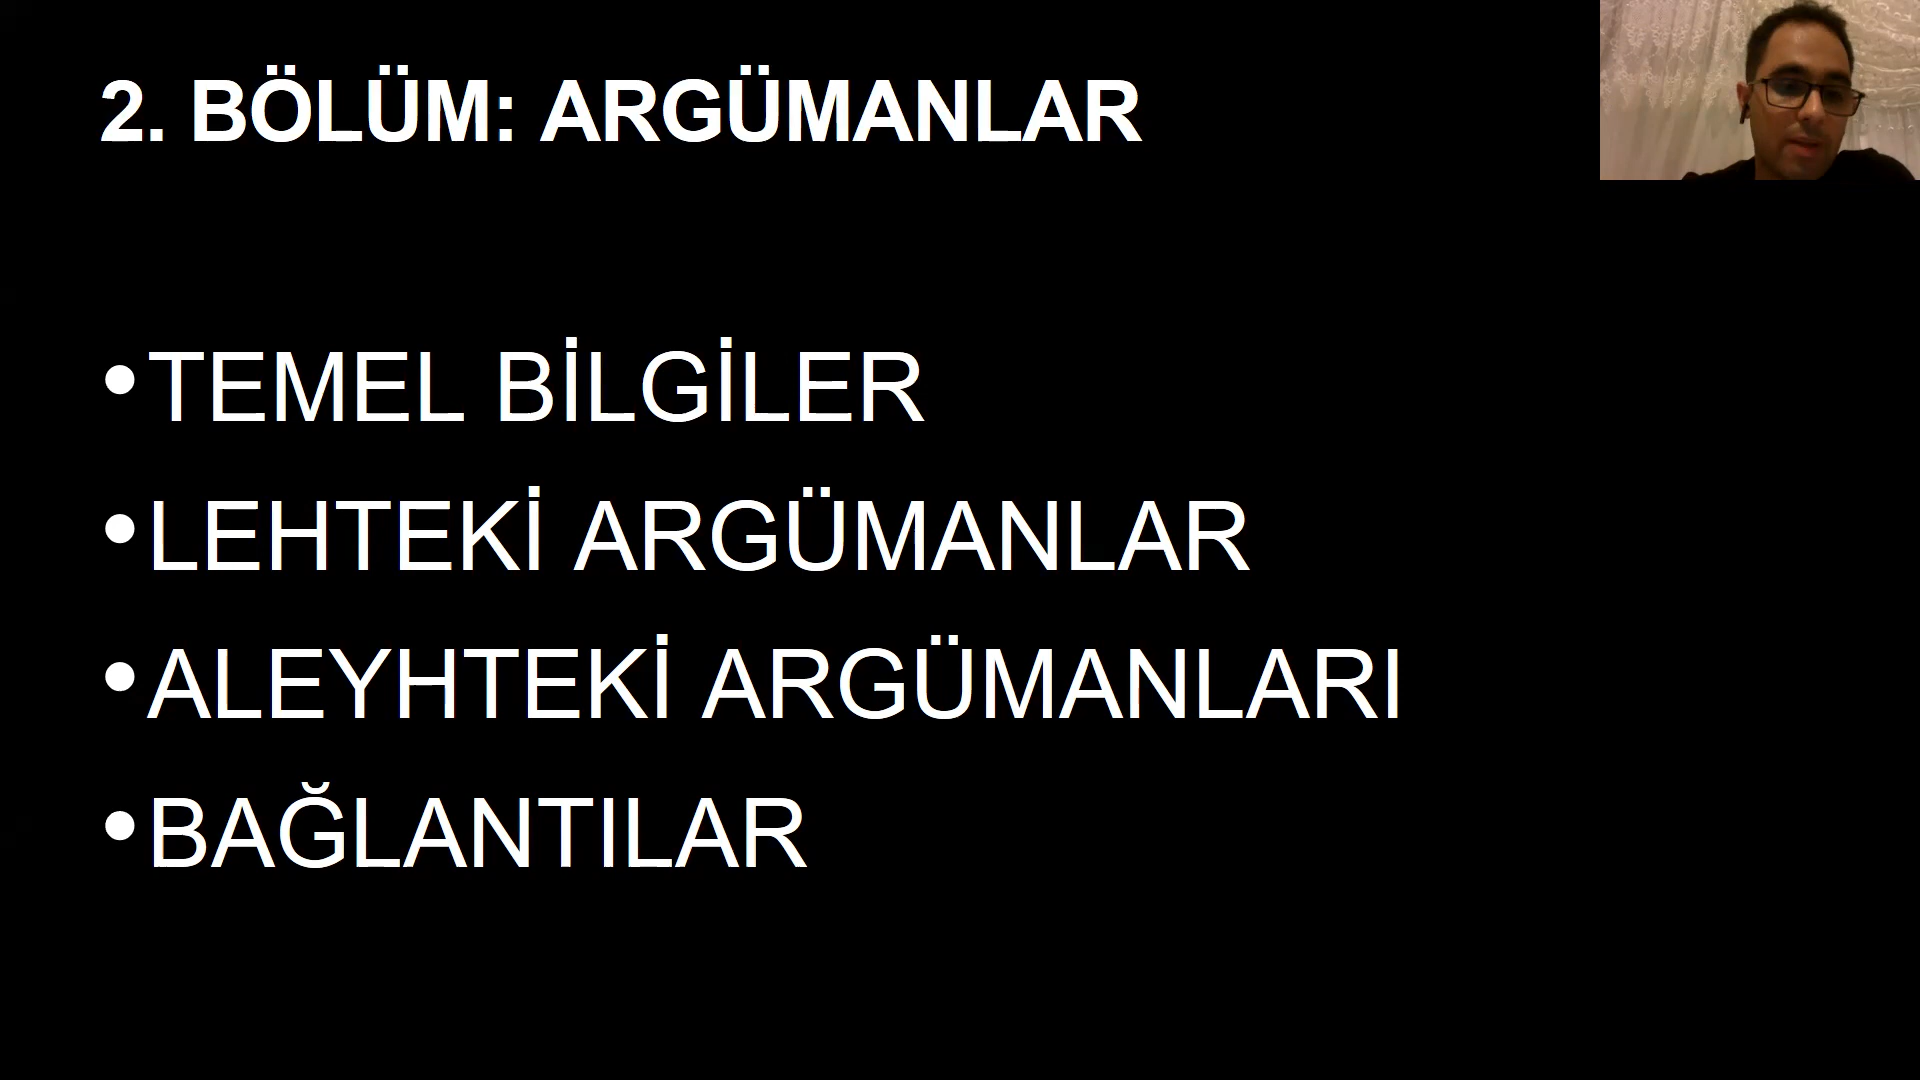 2. BÖLÜM: ARGÜMANLAR
•TEMEL BİLGİLER
•LEHTEKİ ARGÜMANLAR
•ALEYHTEKİ ARGÜMANLARI
•BAĞLANTILAR